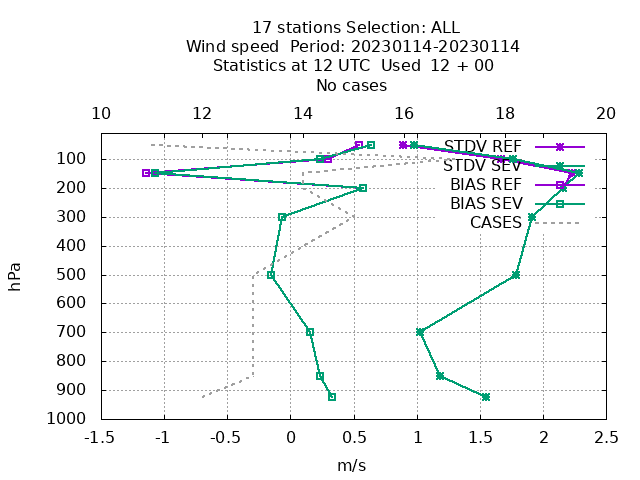 17 stations Selection: ALL
Wind speed  Period: 20230114-20230114
Statistics at 12 UTC  Used  12 + 00
No cases
10 12 14 16 18 20
STDV REF
STDV SEV
BIAS REF
BIAS SEV
CASES
100
200
300
400
500
600
700
800
900
1000
hPa
-1.5 -1 -0.5 0 0.5 1 1.5 2 2.5
m/s